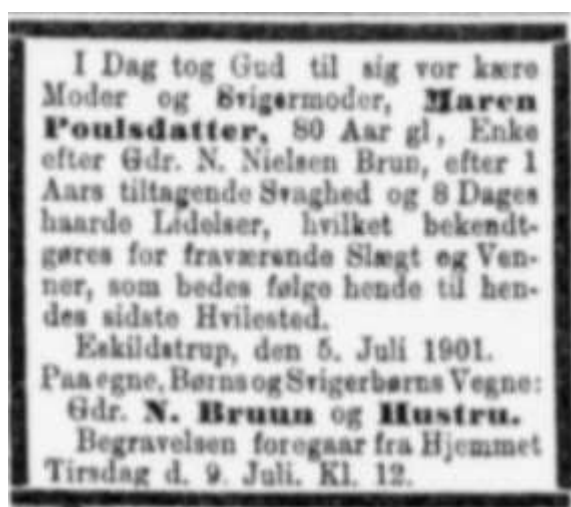 I Dag tog Gud til sig vor kære
Moder og Svigermoder, Maren
Poulsdatter, 80 Aar gl, Enke
efter Gdr. N. Nielsen Brun, efter 1
Aars tiltagende Svaghed og 8 Dages
haarde Lidelser, hvilket bekendt-
gøres for fraværende Slægt og Ven-
ner, som bedes følge hende til hen-
des sidste Hvilested.
Eskildstrup, den 5. Juli 1901.
Paa egne, Børns og Svigerbørns Vegne:
Gdr. N. Bruun og Hustru.
Begravelsen foregaar fra Hjemmet
Tirsdag d. 9. Juli. Kl. 12.